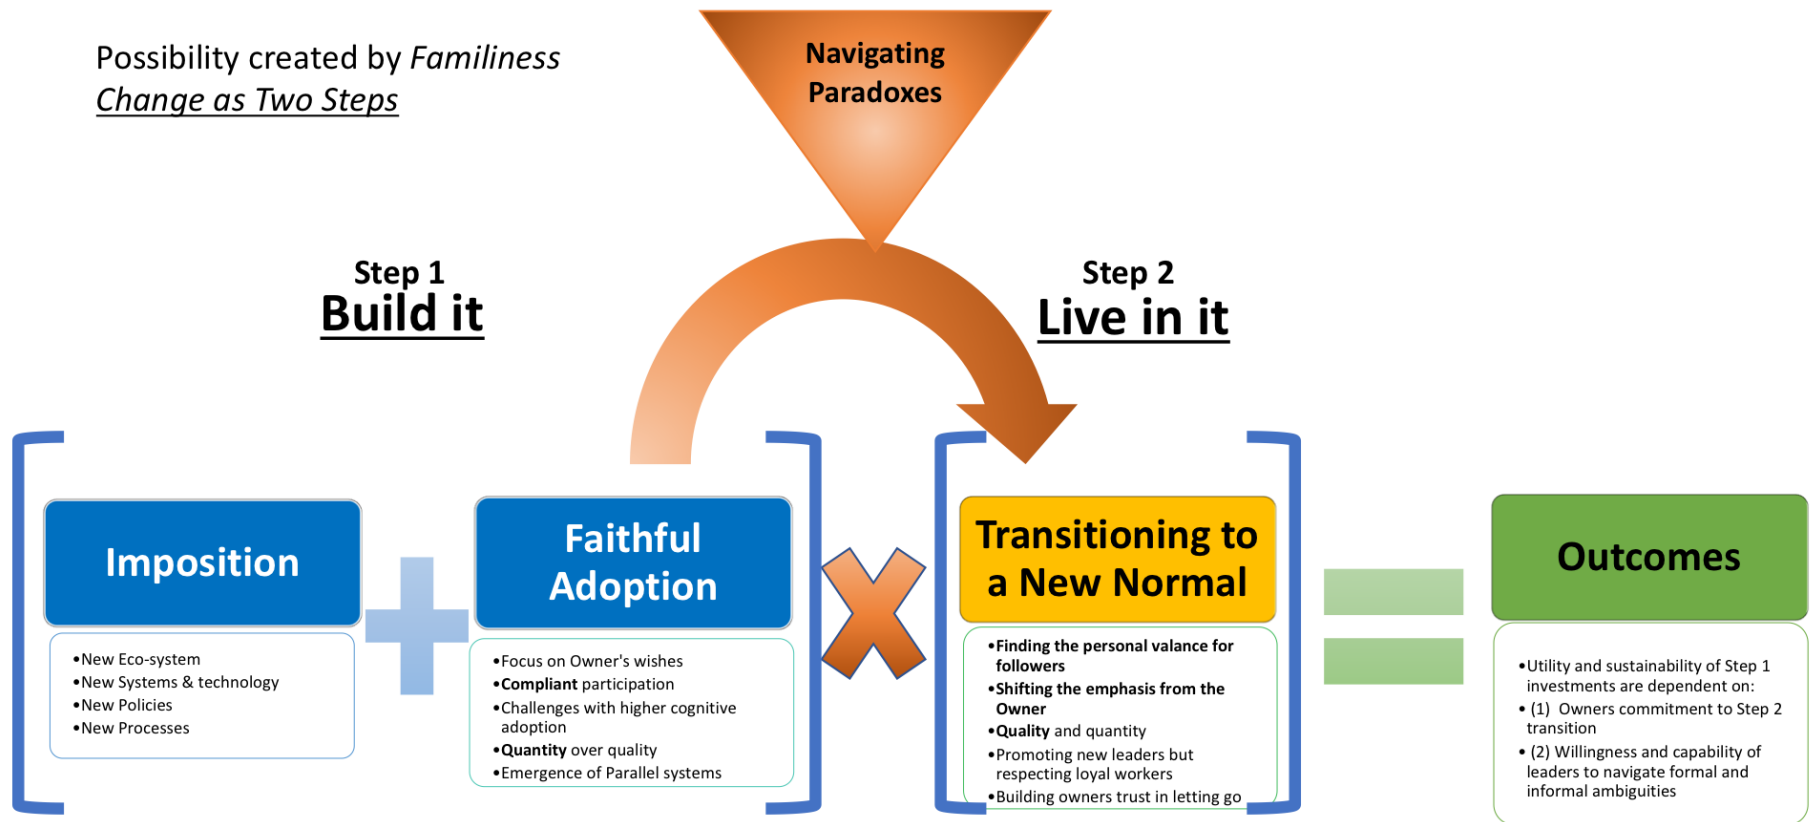 Possibility created by Familiness
Change as Two Steps
Navigating
Paradoxes
Step 1
Build it
Step 2
Live in it
Imposition
•New Eco-system
•New Systems & technology
•New Policies
•New Processes
Faithful
Adoption
•Focus on Owner's wishes
•Compliant participation
•Challenges with higher cognitive
adoption
•Quantity over quality
•Emergence of Parallel systems
Transitioning to
a New Normal
•Finding the personal valance for
followers
•Shifting the emphasis from the
Owner
•Quality and quantity
•Promoting new leaders but
respecting loyal workers
•Building owners trust in letting go
Outcomes
•Utility and sustainability of Step 1
investments are dependent on:
• (1) Owners commitment to Step 2
transition
• (2) Willingness and capability of
leaders to navigate formal and
informal ambiguities